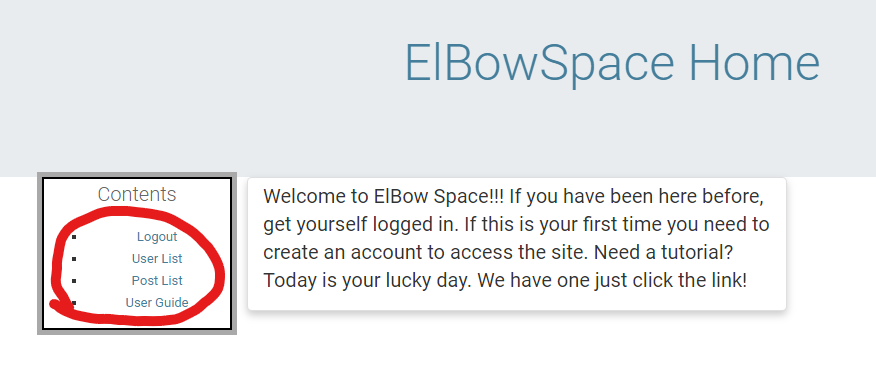 ElBowSpace Home
Contents
Logout
User List
Post List
User Guide
Welcome to ElBow Space!!! If you have been here before,
get yourself logged in. If this is your first time you need to
create an account to access the site. Need a tutorial?
Today is your lucky day. We have one just click the link!